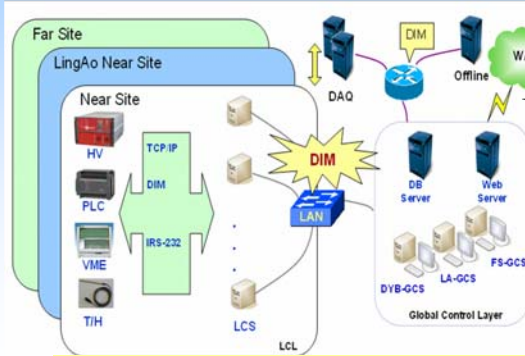 Far Site
LingAo Near Site
Near Site
HV
PLC
VME
T/H
TCP/IP
DIM
IRS-232
LCS
LCL
DIM
LAN
DAQ
DIM
Offline
DB
Server
Web
Server
DYB-GCS
LA-GCS
FS-GCS
Global Control Layer